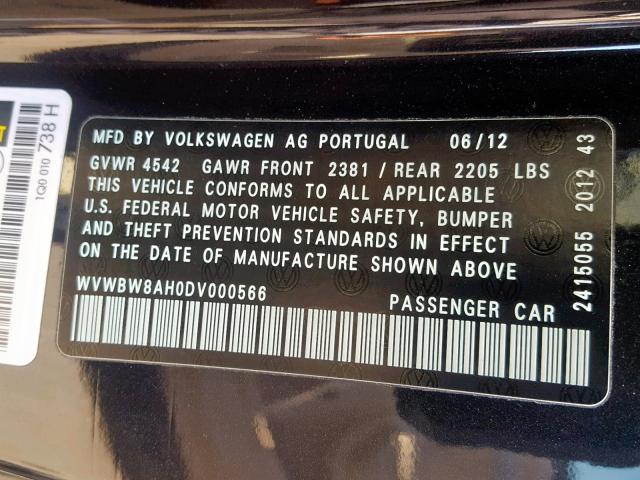 MFD BY VOLKSWAGEN AG PORTUGAL 06/12
GVWR 4542 GAWR FRONT 2381 / REAR 2205 LBS
THIS VEHICLE CONFORMS TO ALL APPLICABLE
U.S. FEDERAL MOTOR VEHICLE SAFETY, BUMPER
AND THEFT PREVENTION STANDARDS IN EFFECT
ON THE DATE OF MANUFACTURE SHOWN ABOVE
WVWBW8AH0DV000566 PASSENGER CAR
2415055 2012 43
1Q0 010 738 H